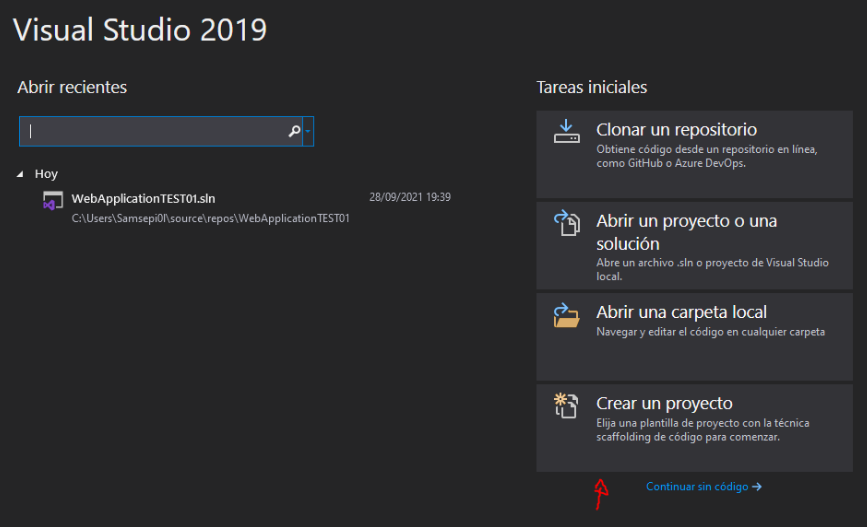 Visual Studio 2019
Abrir recientes
Hoy
WebApplicationTEST01.sln
28/09/2021 19:39
C:\Users\Samsepi0l\source\repos\WebApplicationTEST01
Tareas iniciales
Clonar un repositorio
Obtiene código desde un repositorio en línea,
como GitHub o Azure DevOps.
Abrir un proyecto o una
solución
Abre un archivo .sln o proyecto de Visual Studio
local.
Abrir una carpeta local
Navegar y editar el código en cualquier carpeta
Crear un proyecto
Elija una plantilla de proyecto con la técnica
scaffolding de código para comenzar.
Continuar sin código →